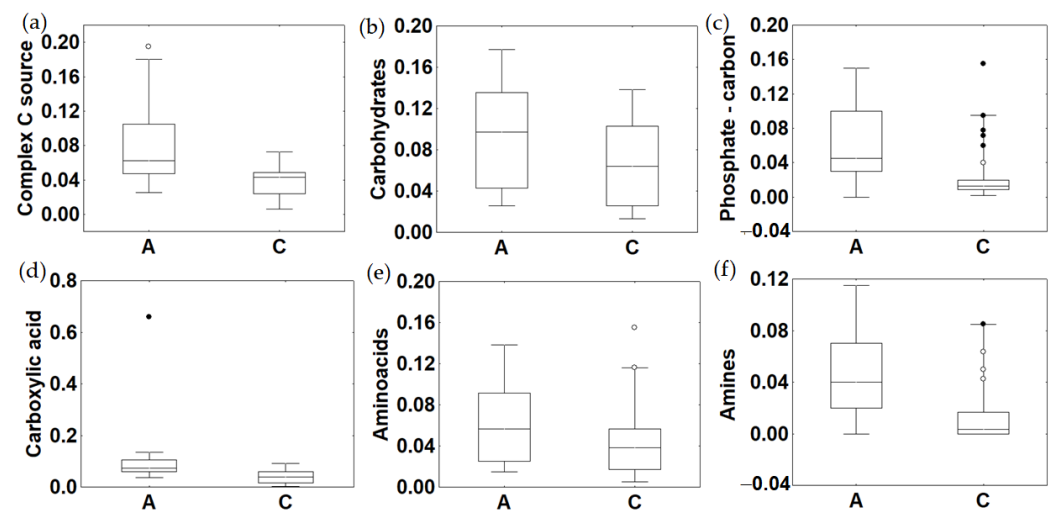 (a)
Complex C source
0.20
0.16
0.12
0.08
0.04
0.00
A
C
(b)
Carbohydrates
0.20
0.16
0.12
0.08
0.04
0.00
A
C
(c)
Phosphate - carbon
0.20
0.16
0.12
0.08
0.04
0.00
−0.04
A
C
(d)
Carboxylic acid
0.8
0.6
0.4
0.2
0.0
A
C
(e)
Aminoacids
0.20
0.16
0.12
0.08
0.04
0.00
A
C
(f)
Amines
0.12
0.08
0.04
0.00
−0.04
A
C